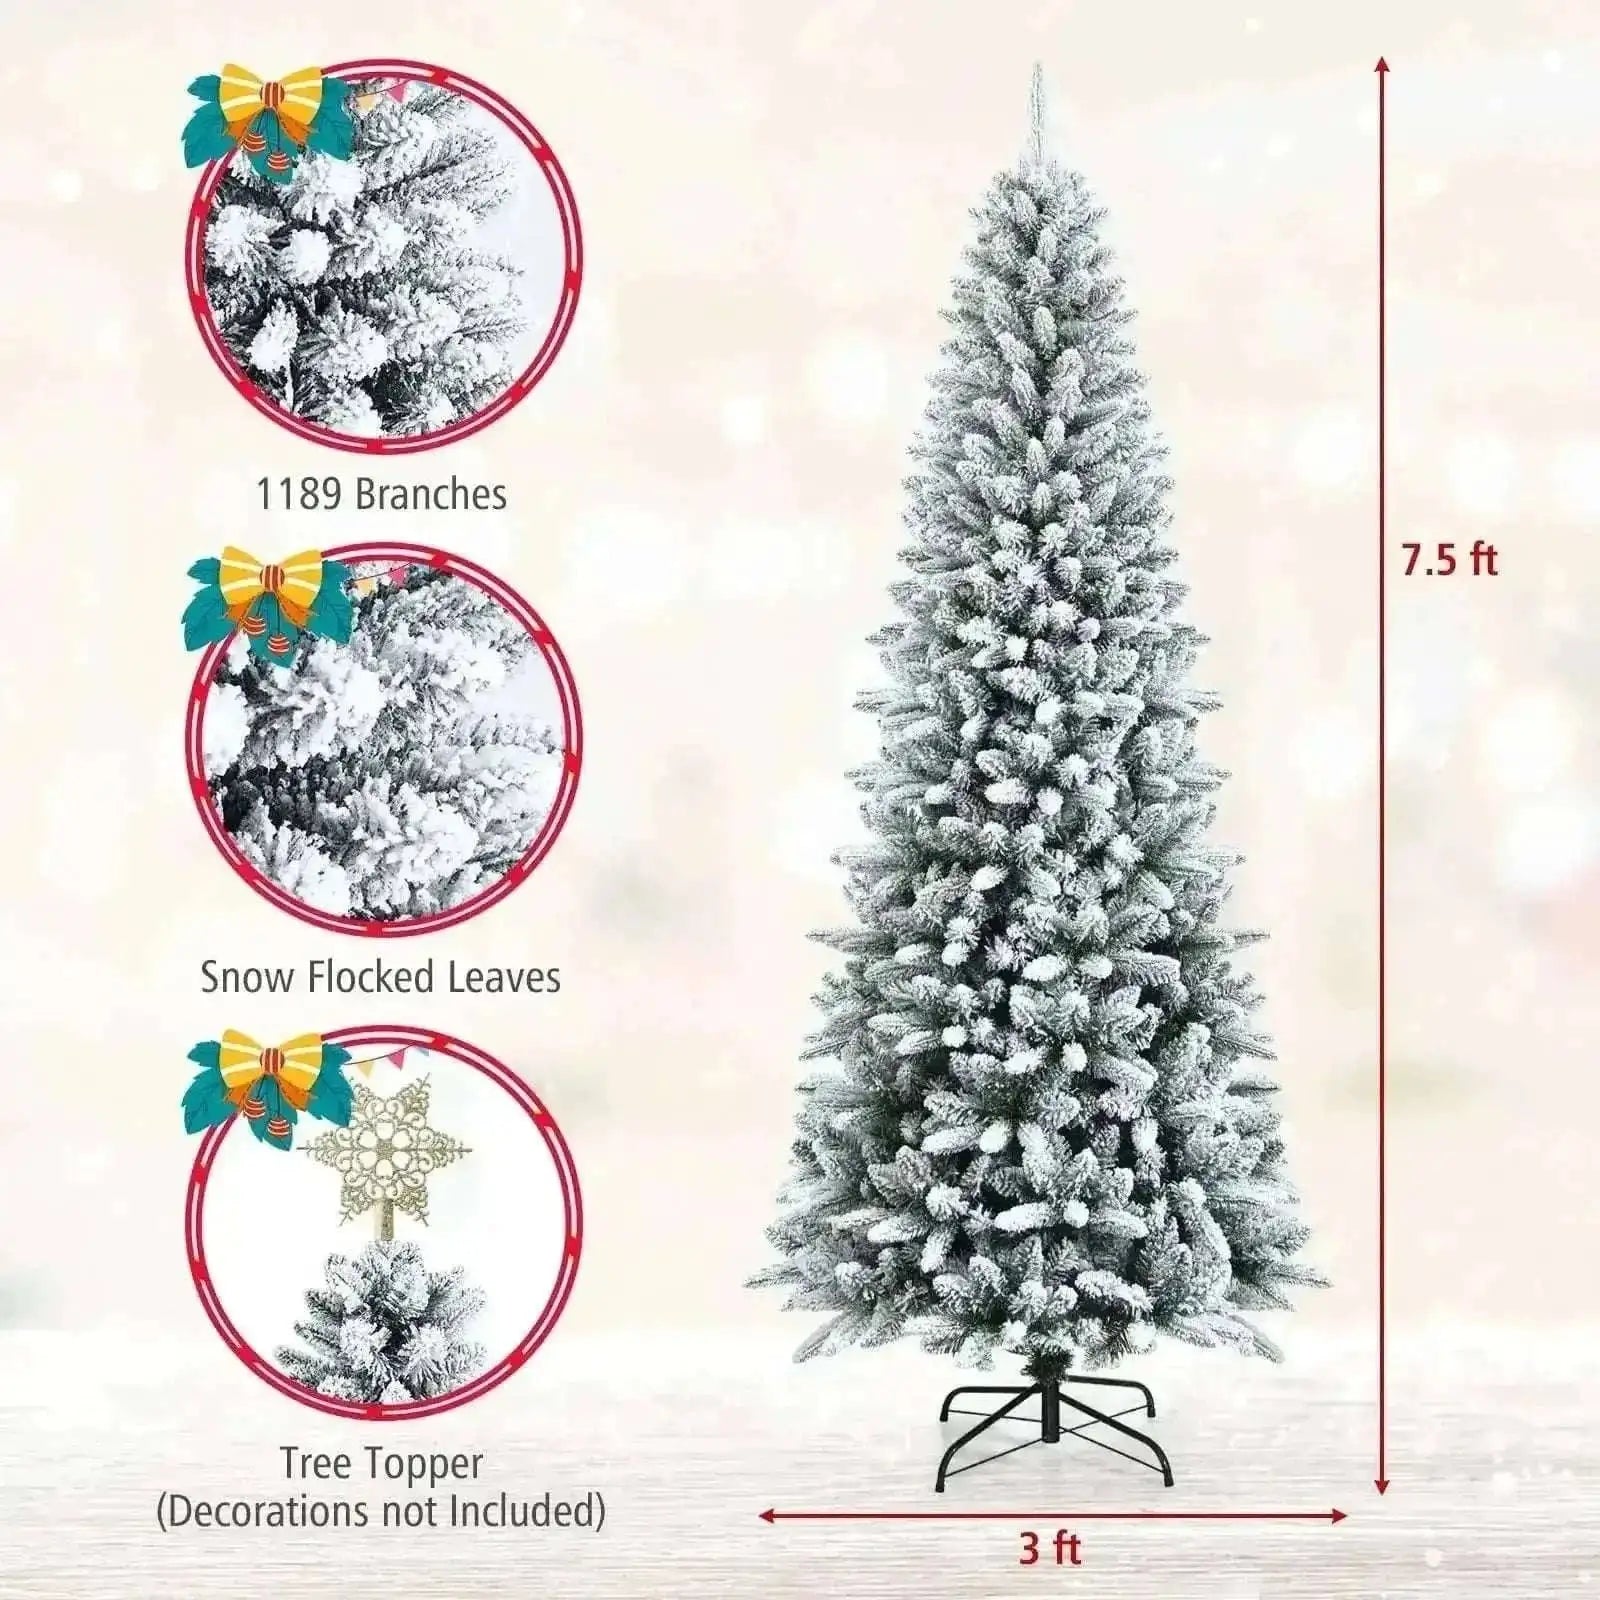 1189 Branches
Snow Flocked Leaves
Tree Topper
(Decorations not Included)
7.5 ft
3 ft